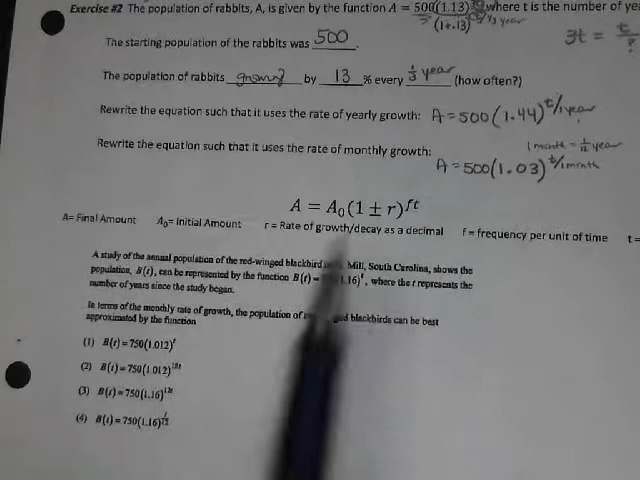 Exercise #2 The population of rabbits, A, is given by the function A = 500(1.13)^3t where t is the number of ye
(1+.13)^t/⅓ year
3t = t/?
The starting population of the rabbits was 500.
The population of rabbits growing by 13 % every ⅓ year (how often?)
Rewrite the equation such that it uses the rate of yearly growth: A = 500(1.44)^t/1year
1 month = 1/12 year
Rewrite the equation such that it uses the rate of monthly growth: A = 500(1.03)^t/1month
A = A₀(1 ± r)^ft
A= Final Amount A₀= Initial Amount r = Rate of growth/decay as a decimal f = frequency per unit of time t=
A study of the annual population of the red-winged blackbird Mill, South Carolina, shows the
population, B(t), can be represented by the function B(t) = 1.16)^t, where the t represents the
number of years since the study began.
In terms of the monthly rate of growth, the population of ed blackbirds can be best
approximated by the function
(1) B(t) = 750(1.012)^t
(2) B(t) = 750(1.012)^12t
(3) B(t) = 750(1.16)^12t
(4) B(t) = 750(1.16)^t/12